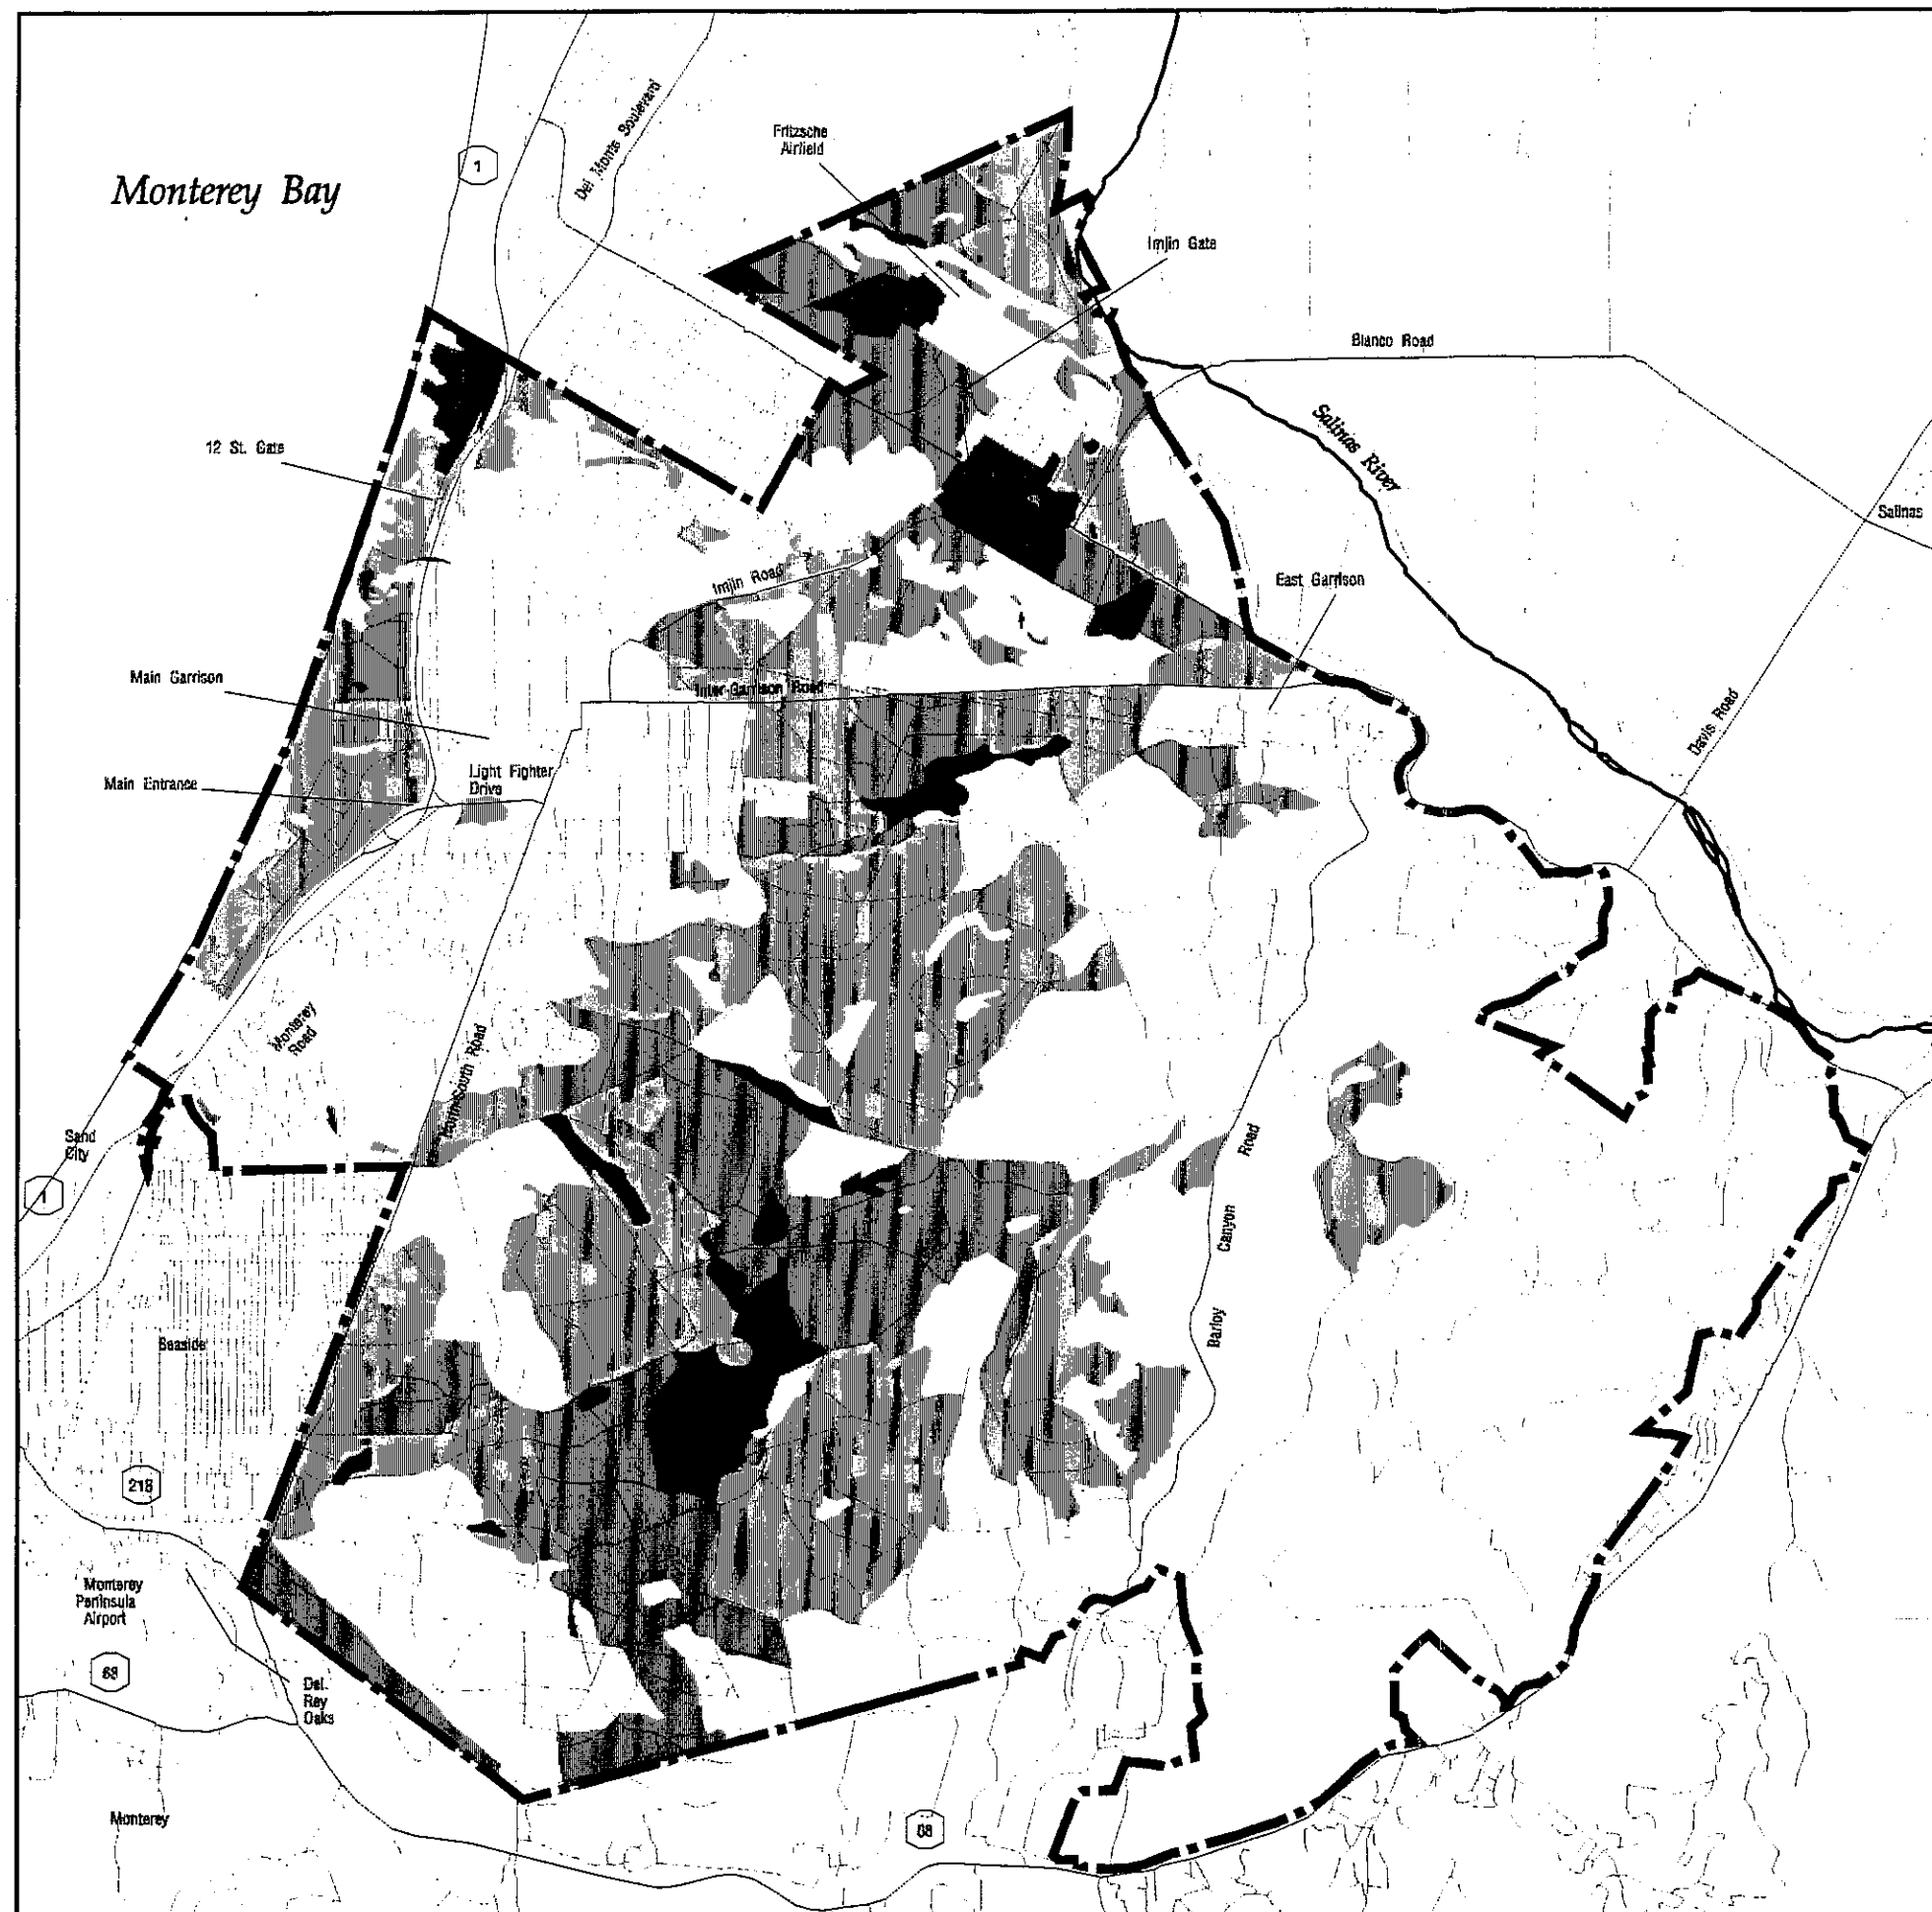 Monterey Bay
1
Del Monte Boulevard
Fritzsche
Airfield
Imjin Gate
Blanco Road
12 St. Gate
Salinas River
Salinas
Imjin Road
East Garrison
Main Garrison
Inter-Garrison Road
Davis Road
Main Entrance
Light Fighter
Drive
Monterey
Road
North-South Road
Sand
City
1
Barloy Canyon Road
Seaside
218
Monterey
Peninsula
Airport
68
Del
Rey
Oaks
Monterey
68